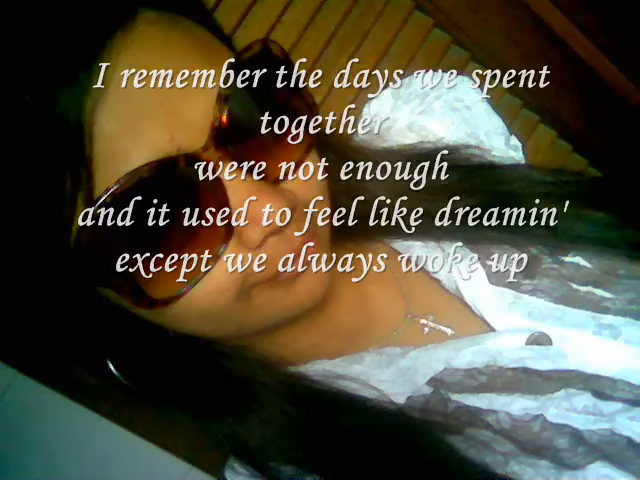 I remember the days we spent
together
were not enough
and it used to feel like dreamin'
except we always woke up